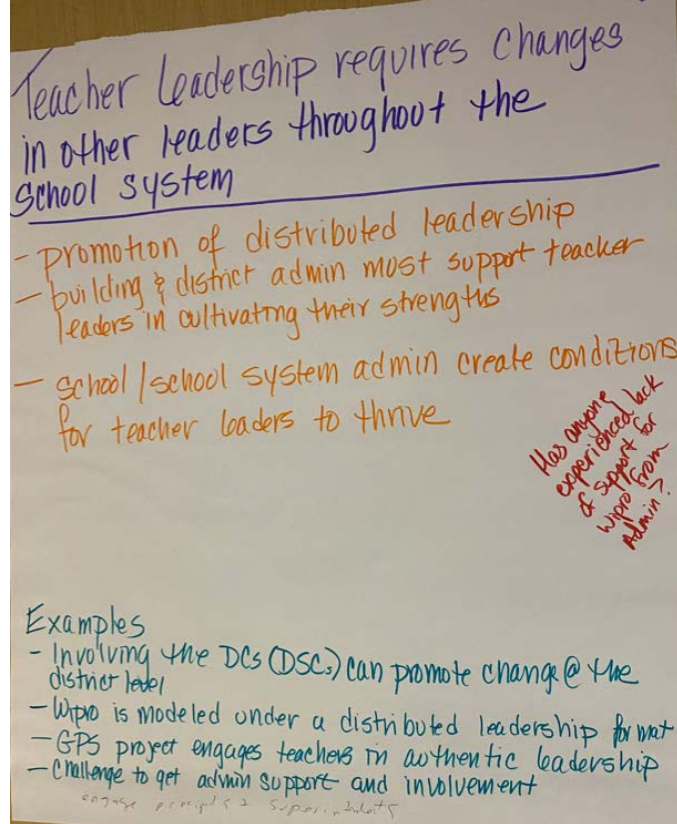 Teacher leadership requires changes
in other leaders throughout the
School system
- promotion of distributed leadership
- building & district admin must support teacher
leaders in cultivating their strengths
- school/school system admin create conditions
for teacher leaders to thrive
Has anyone
experienced lack
of support for
Wipro from
Admin?
Examples
- Involving the DCs (DSCs) can promote change @ the
district level
- Wipro is modeled under a distributed leadership format
- GPS project engages teachers in authentic leadership
- Challenge to get admin support and involvement
engage